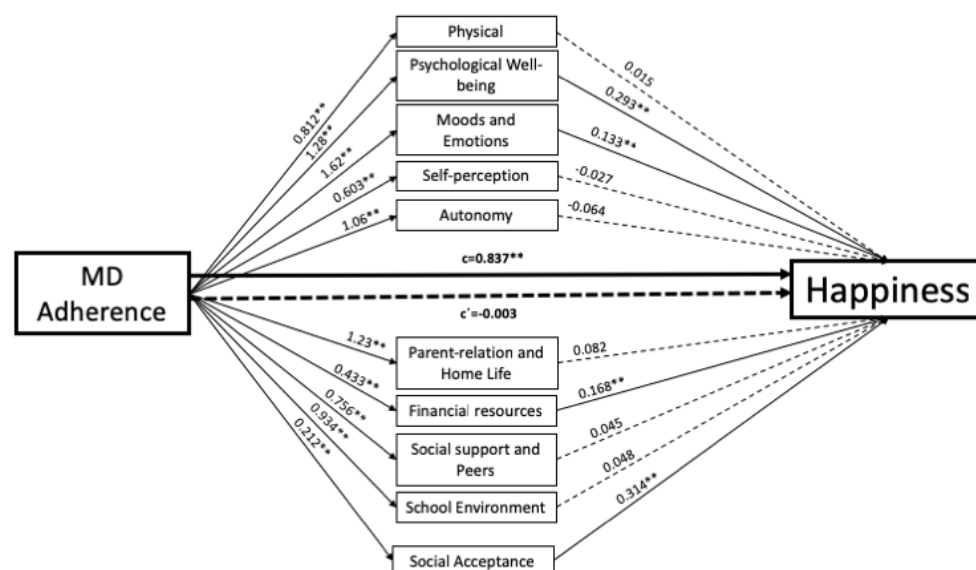 Physical
0.015
Psychological Well-
being
0.293**
0.812**
1.28**
Moods and
Emotions
0.133**
1.62**
Self-perception
-0.027
0.603**
Autonomy
-0.064
1.06**
c=0.837**
MD
Adherence
Happiness
c´=-0.003
1.23**
Parent-relation and
Home Life
0.082
0.433**
Financial resources
0.168**
0.756**
Social support and
Peers
0.045
0.934**
School Environment
0.048
0.212**
Social Acceptance
0.314**